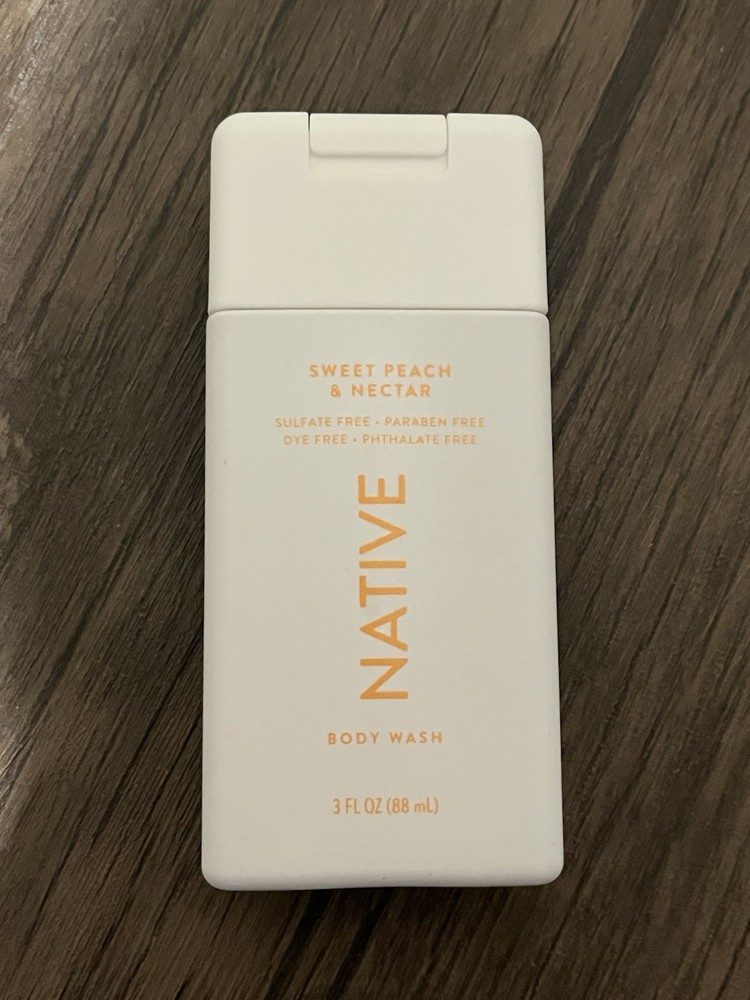 SWEET PEACH
& NECTAR
SULFATE FREE • PARABEN FREE
DYE FREE • PHTHALATE FREE
NATIVE
BODY WASH
3 FL OZ (88 mL)